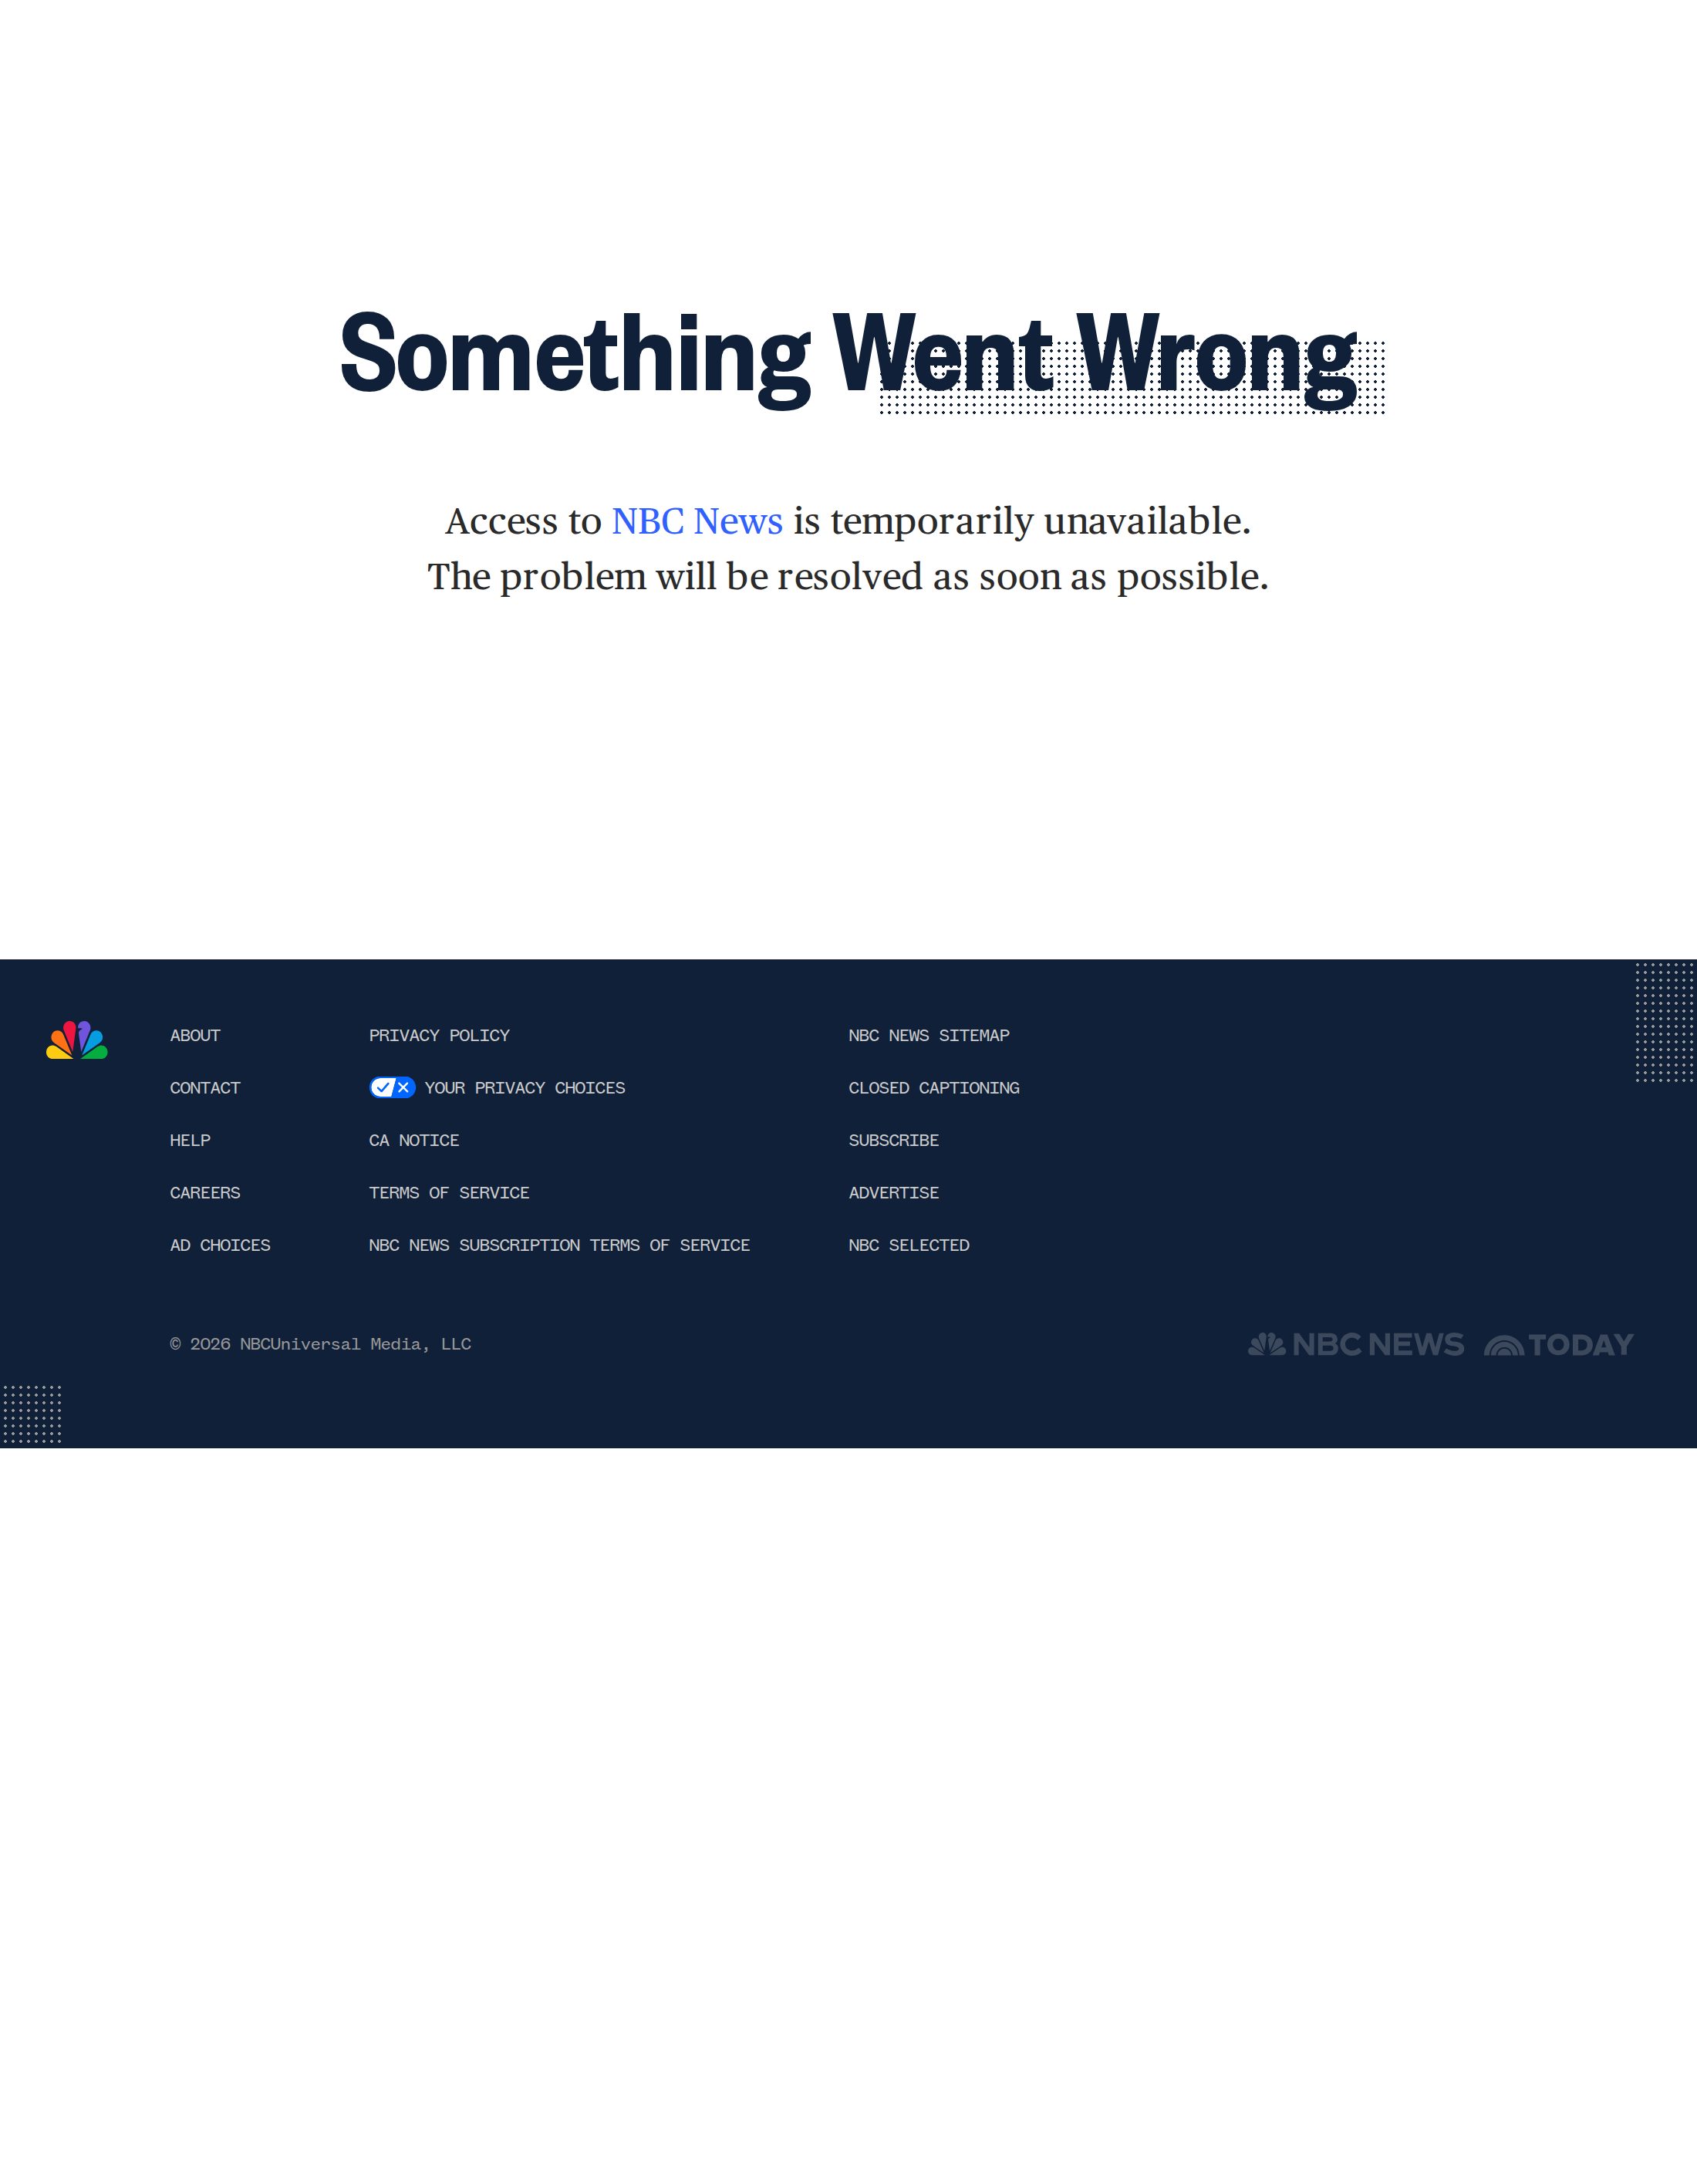 Something Went Wrong
Access to NBC News is temporarily unavailable.
The problem will be resolved as soon as possible.
ABOUT
CONTACT
HELP
CAREERS
AD CHOICES
PRIVACY POLICY
YOUR PRIVACY CHOICES
CA NOTICE
TERMS OF SERVICE
NBC NEWS SUBSCRIPTION TERMS OF SERVICE
NBC NEWS SITEMAP
CLOSED CAPTIONING
SUBSCRIBE
ADVERTISE
NBC SELECTED
© 2026 NBCUniversal Media, LLC
NBC NEWS
TODAY